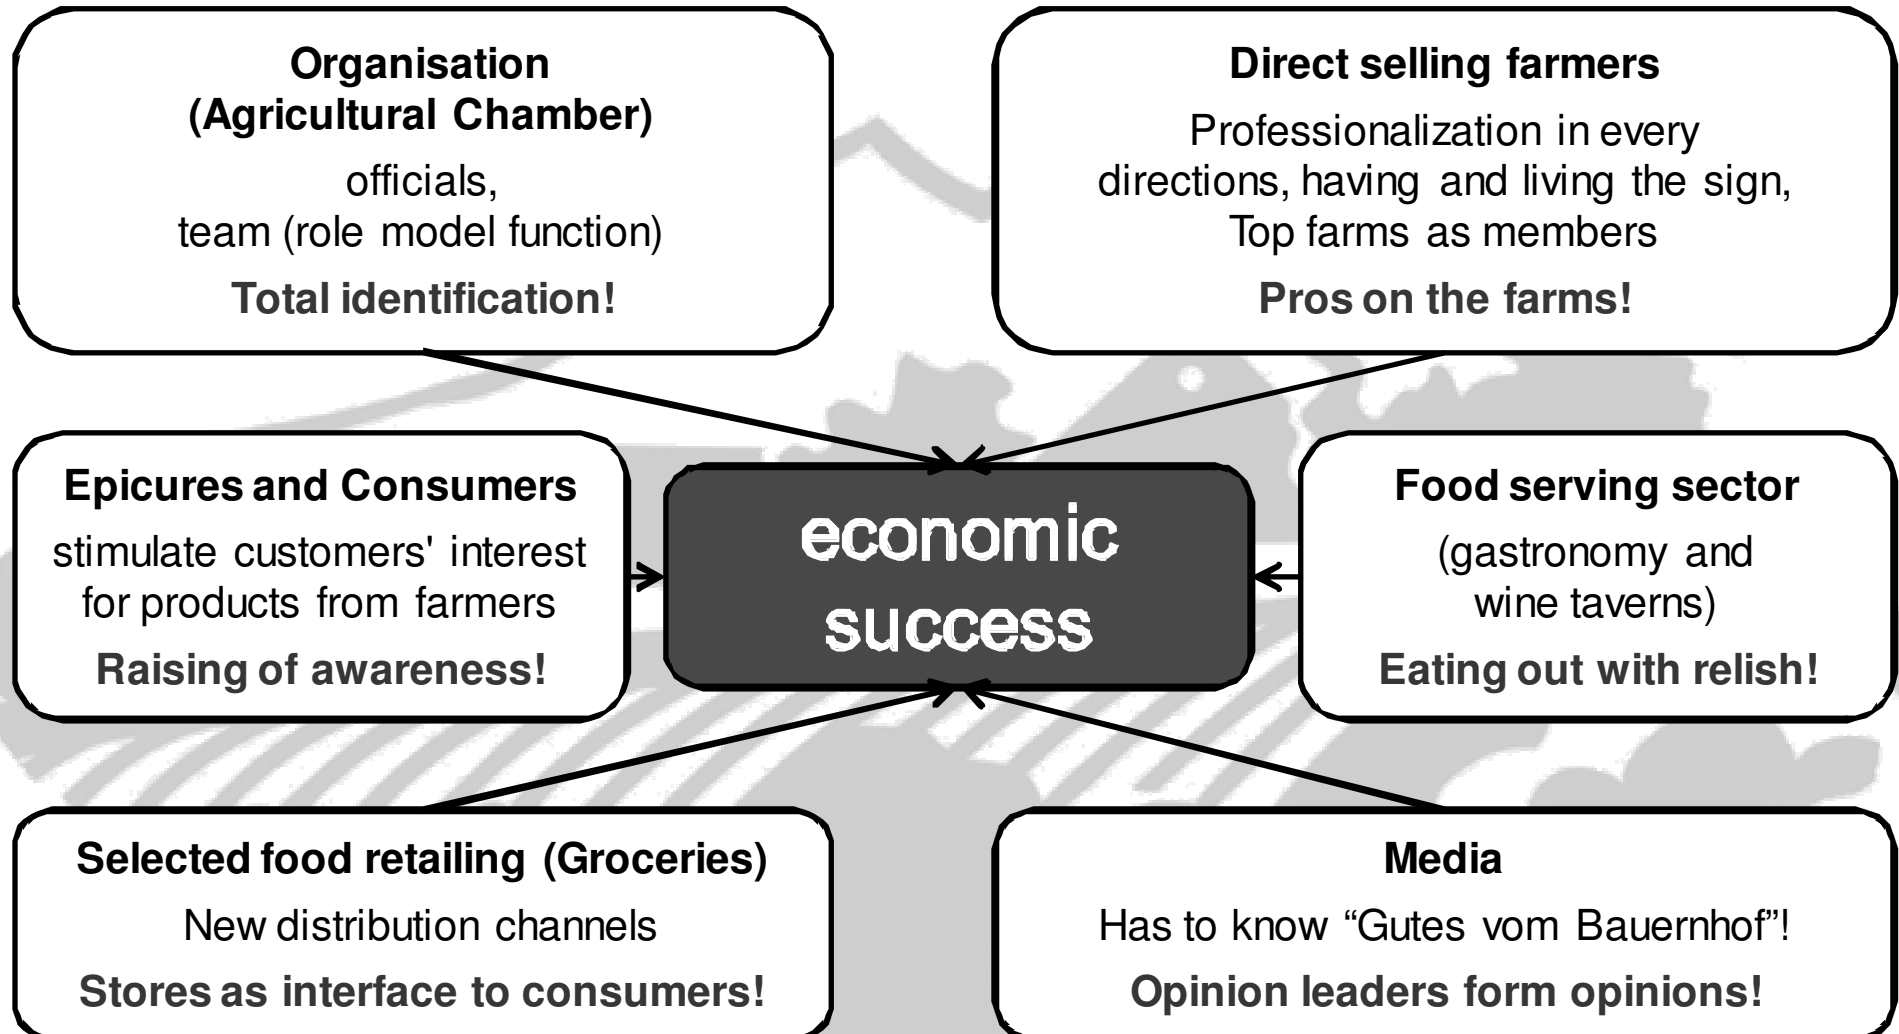 Organisation
(Agricultural Chamber)
officials,
team (role model function)
Total identification!
Direct selling farmers
Professionalization in every
directions, having and living the sign,
Top farms as members
Pros on the farms!
Epicures and Consumers
stimulate customers' interest
for products from farmers
Raising of awareness!
economic
success
Food serving sector
(gastronomy and
wine taverns)
Eating out with relish!
Selected food retailing (Groceries)
New distribution channels
Stores as interface to consumers!
Media
Has to know “Gutes vom Bauernhof”!
Opinion leaders form opinions!